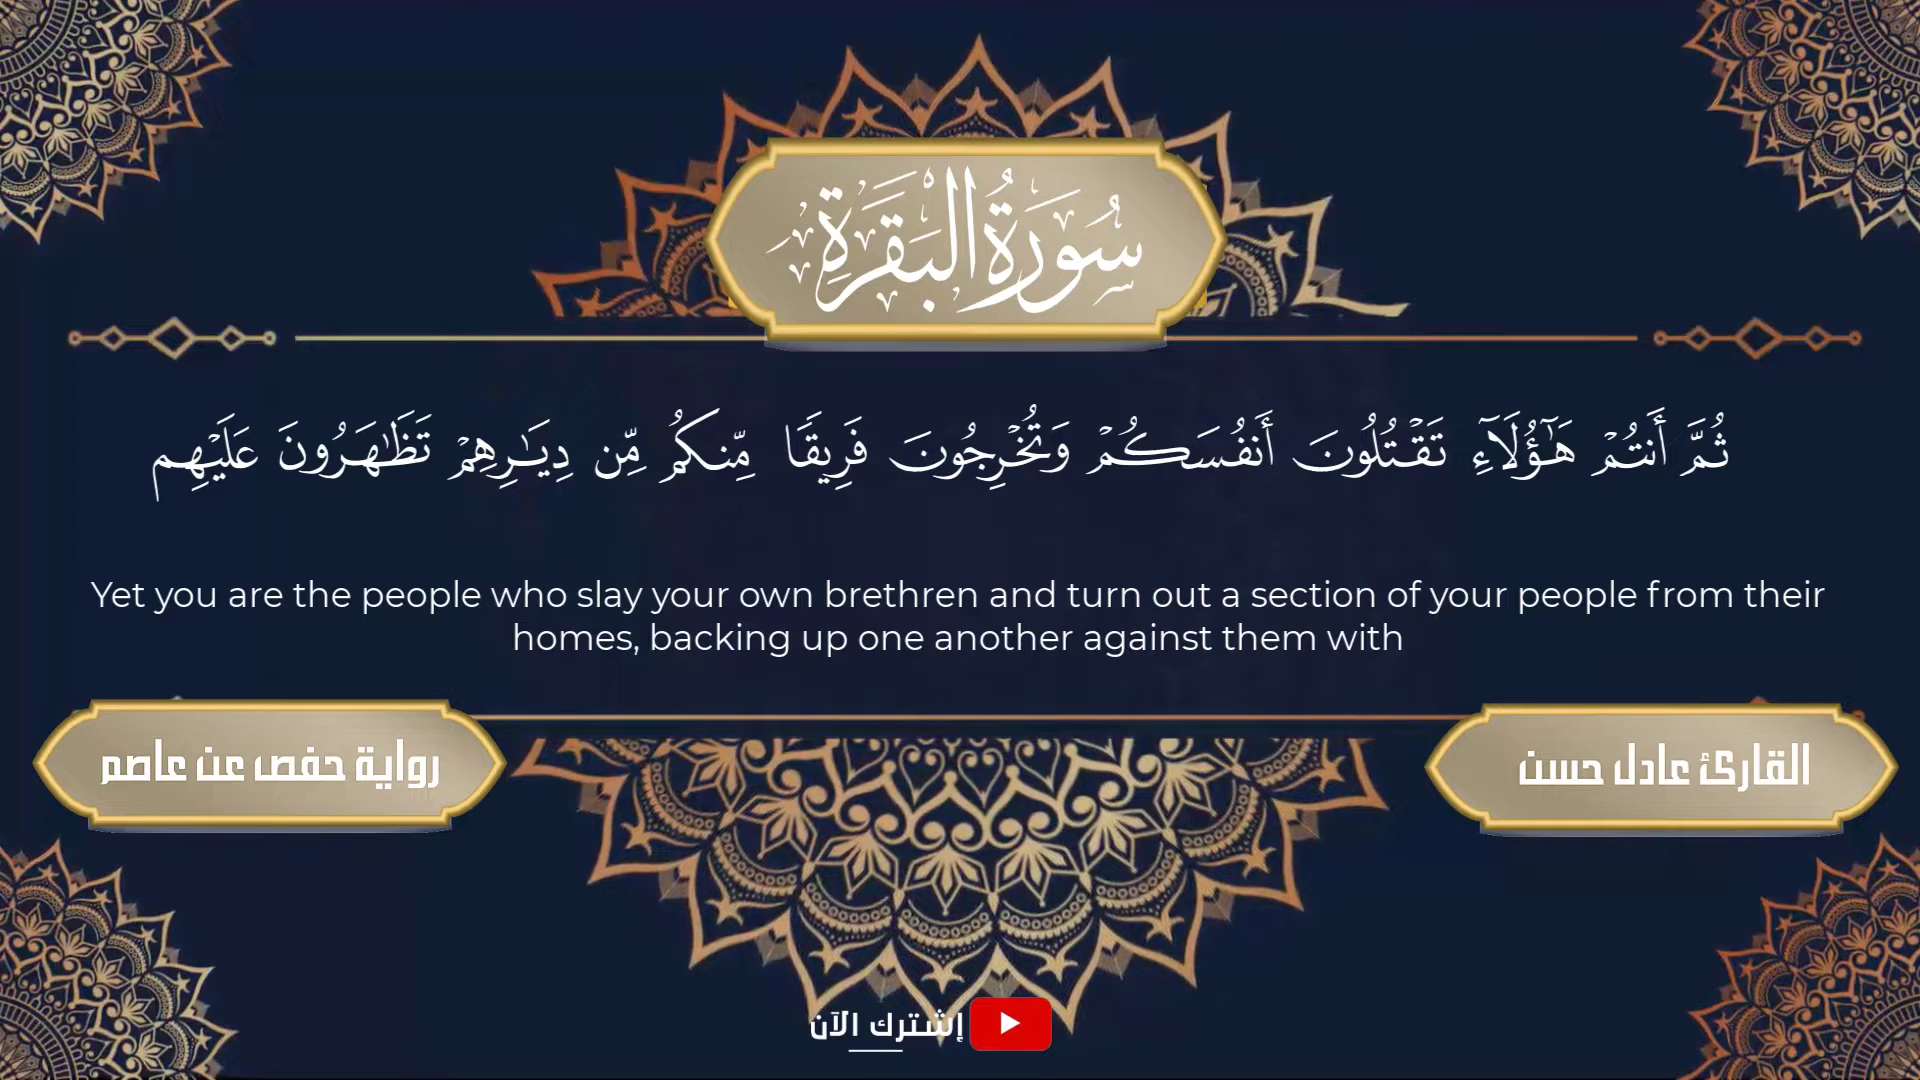 سُورَةُ البَقَرَةِ
ثُمَّ أَنتُمْ هَٰٓؤُلَآءِ تَقْتُلُونَ أَنفُسَكُمْ وَتُخْرِجُونَ فَرِيقًا مِّنكُم مِّن دِيَٰرِهِمْ تَظَٰهَرُونَ عَلَيْهِم
Yet you are the people who slay your own brethren and turn out a section of your people from their
homes, backing up one another against them with
القارئ عادل حسن
رواية حفص عن عاصم
إشترك الآن